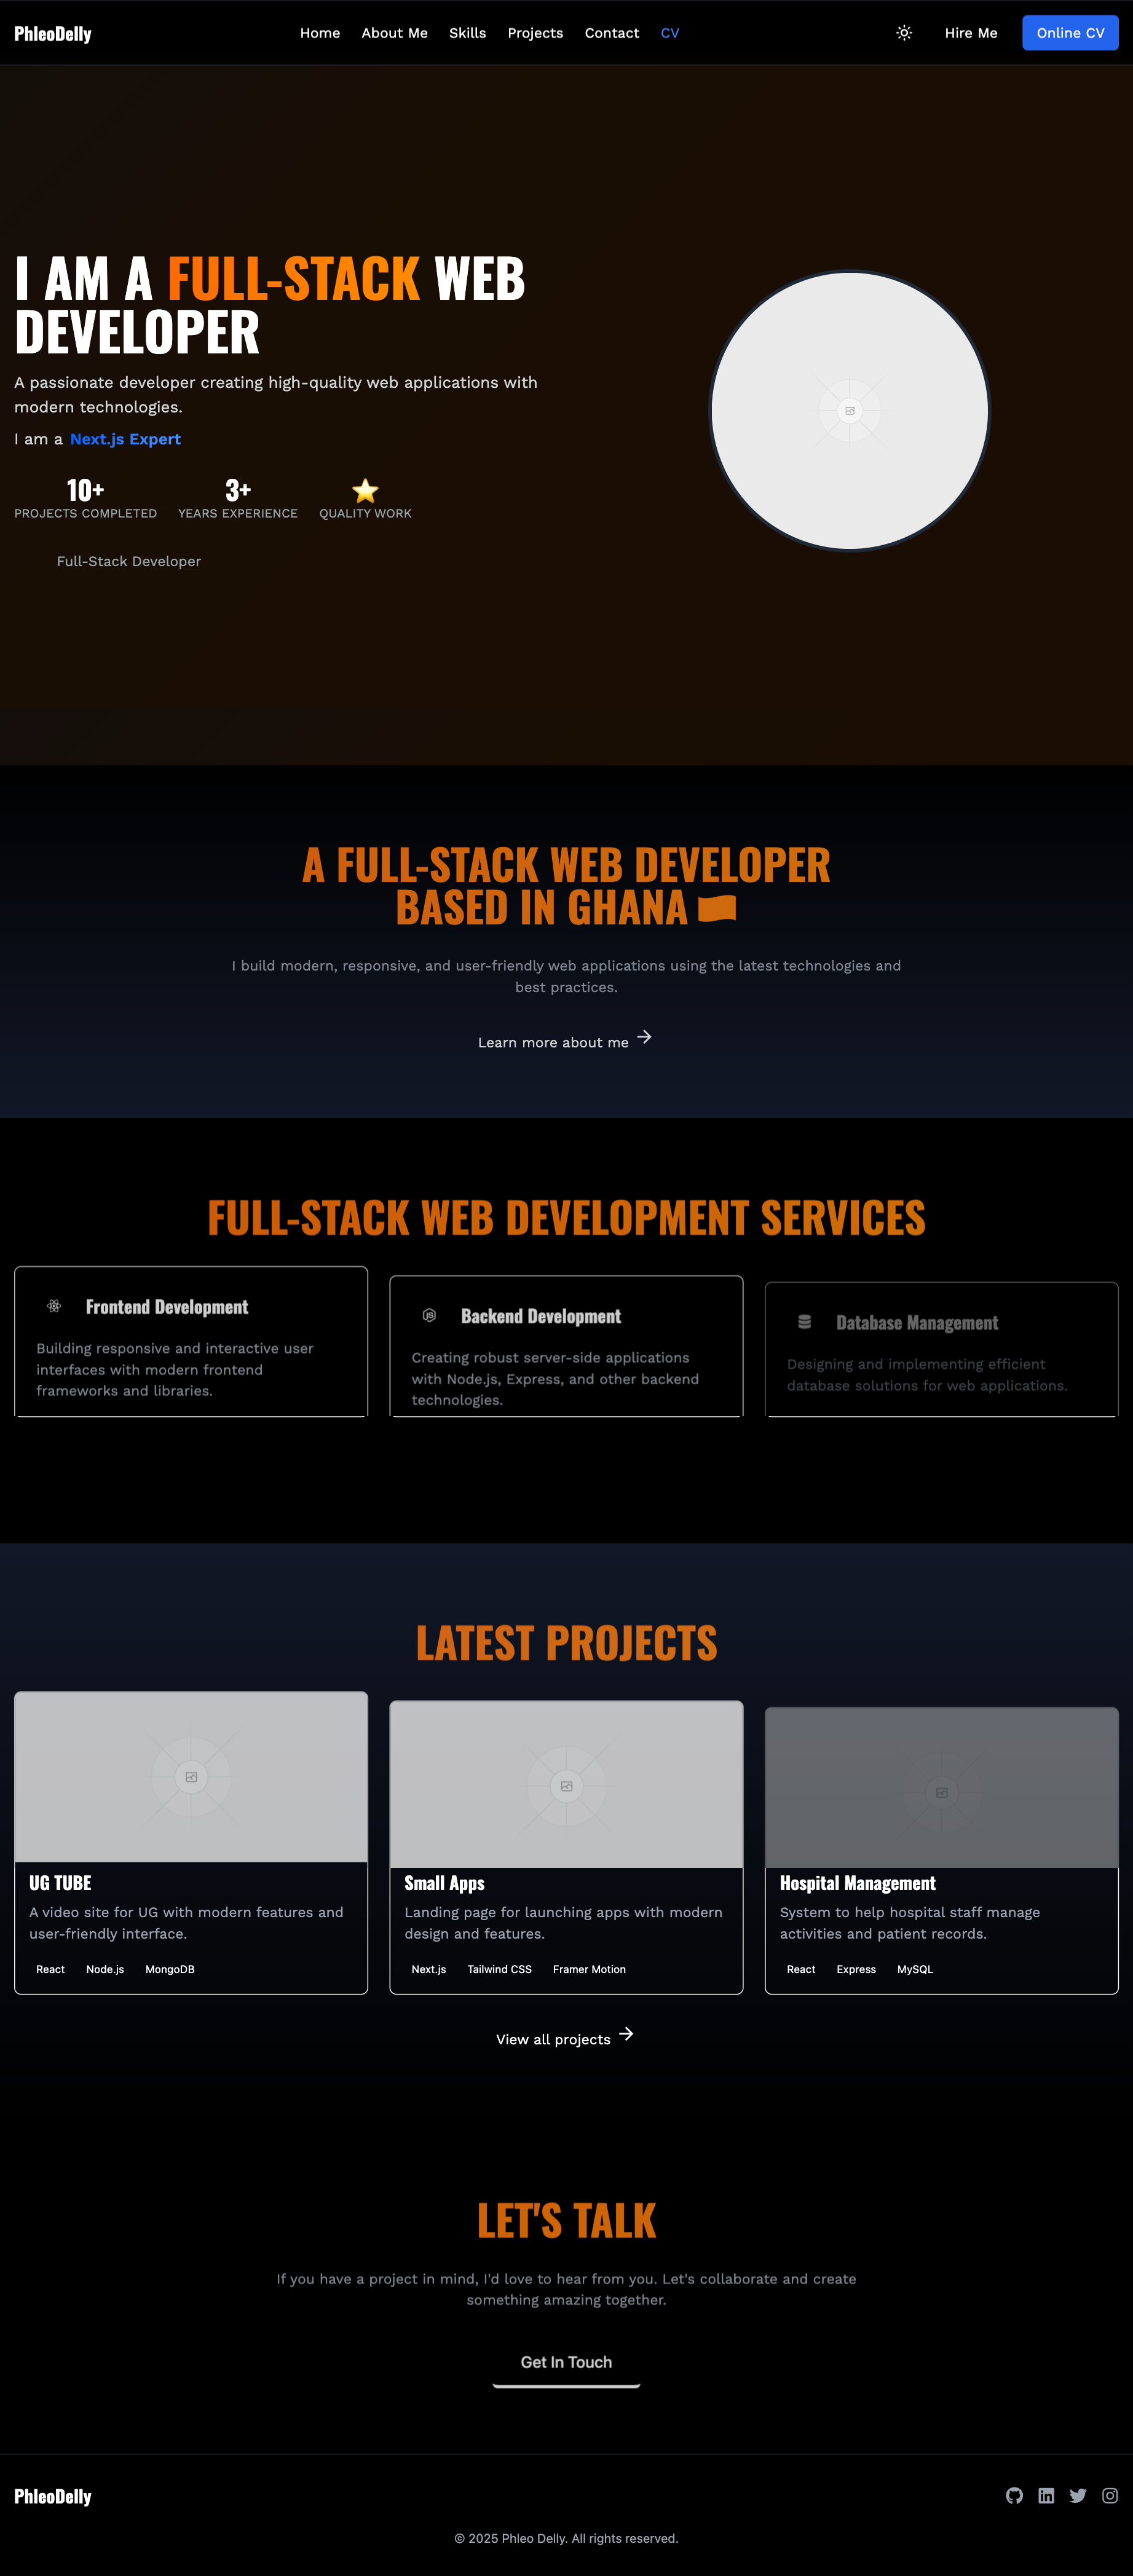 PhleoDelly
Home About Me Skills Projects Contact CV
Hire Me
Online CV
I AM A FULL-STACK WEB
DEVELOPER
A passionate developer creating high-quality web applications with
modern technologies.
I am a Next.js Expert
10+
PROJECTS COMPLETED
3+
YEARS EXPERIENCE
⭐
QUALITY WORK
Full-Stack Developer
A FULL-STACK WEB DEVELOPER
BASED IN GHANA
I build modern, responsive, and user-friendly web applications using the latest technologies and
best practices.
Learn more about me →
FULL-STACK WEB DEVELOPMENT SERVICES
Frontend Development
Building responsive and interactive user
interfaces with modern frontend
frameworks and libraries.
Backend Development
Creating robust server-side applications
with Node.js, Express, and other backend
technologies.
Database Management
Designing and implementing efficient
database solutions for web applications.
LATEST PROJECTS
UG TUBE
A video site for UG with modern features and
user-friendly interface.
React Node.js MongoDB
Small Apps
Landing page for launching apps with modern
design and features.
Next.js Tailwind CSS Framer Motion
Hospital Management
System to help hospital staff manage
activities and patient records.
React Express MySQL
View all projects →
LET'S TALK
If you have a project in mind, I'd love to hear from you. Let's collaborate and create
something amazing together.
Get In Touch
PhleoDelly
© 2025 Phleo Delly. All rights reserved.